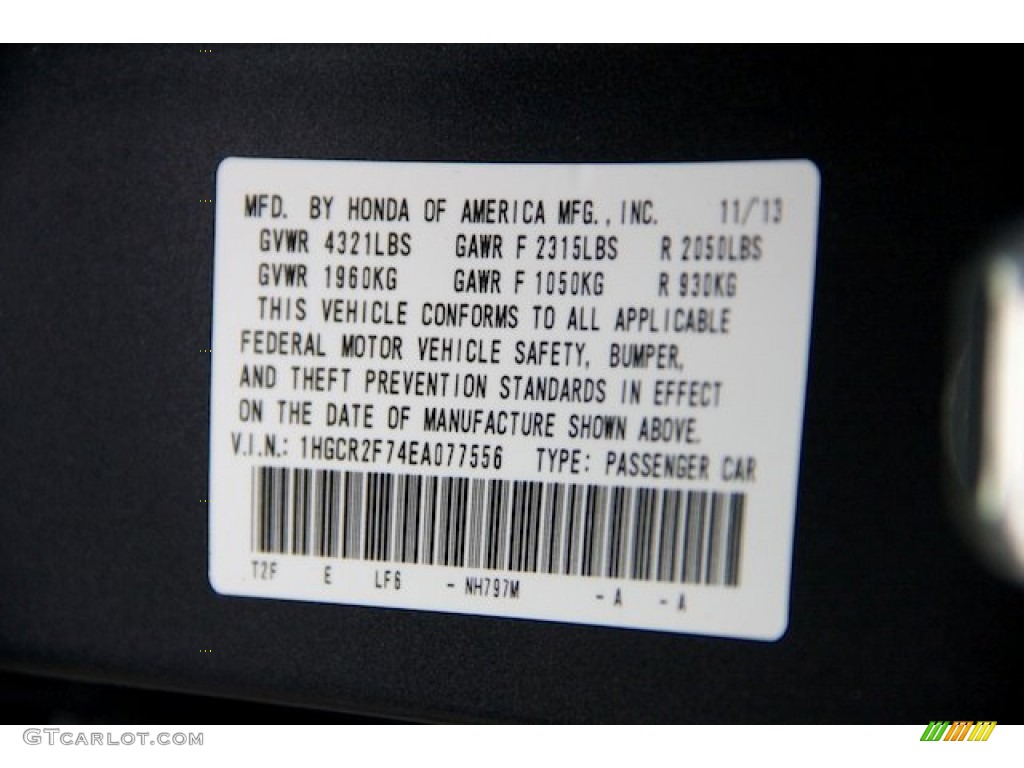 MFD. BY HONDA OF AMERICA MFG., INC. 11/'13
GVWR 4321LBS GAWR F 2315LBS R 2050LBS
GVWR 1960KG GAWR F 1050KG R 930KG
THIS VEHICLE CONFORMS TO ALL APPLICABLE
FEDERAL MOTOR VEHICLE SAFETY, BUMPER,
AND THEFT PREVENTION STANDARDS IN EFFECT
ON THE DATE OF MANUFACTURE SHOWN ABOVE.
V.I.N.: 1HGCR2F74EA077556 TYPE: PASSENGER CAR
T2F E LF6 - NH797M - A - A
GTCARLOT.COM